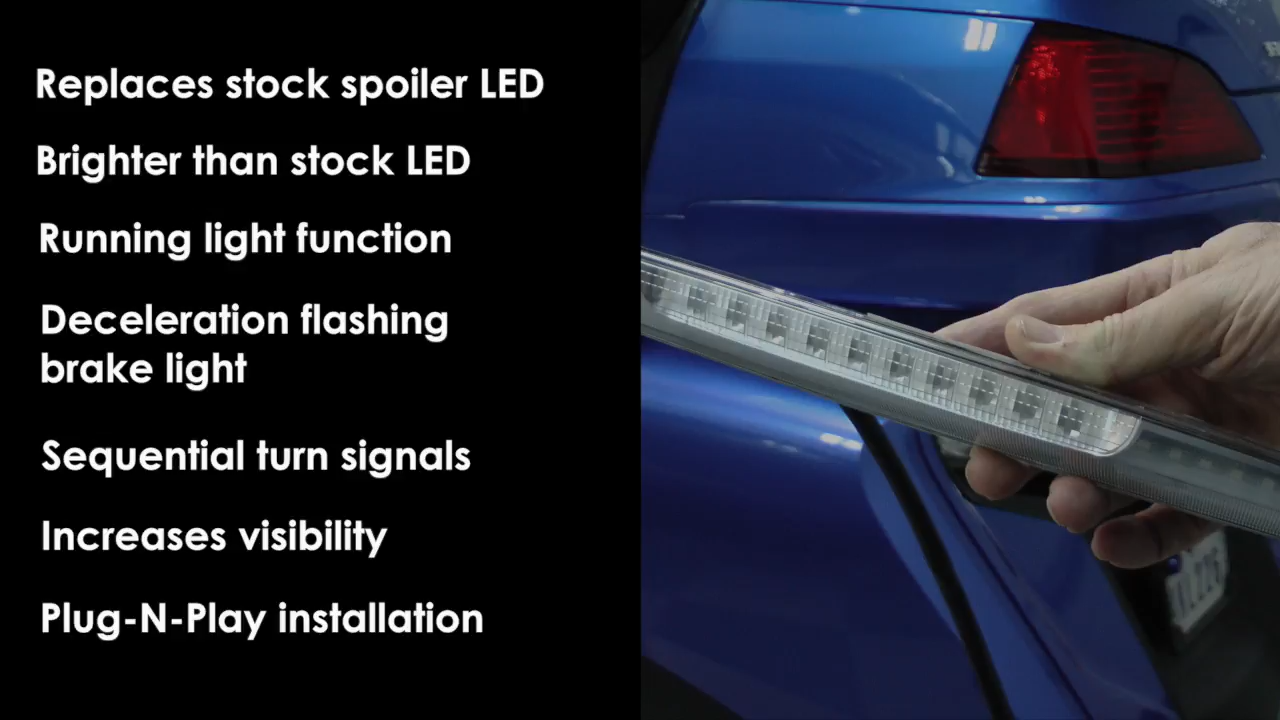 Replaces stock spoiler LED
Brighter than stock LED
Running light function
Deceleration flashing
brake light
Sequential turn signals
Increases visibility
Plug-N-Play installation